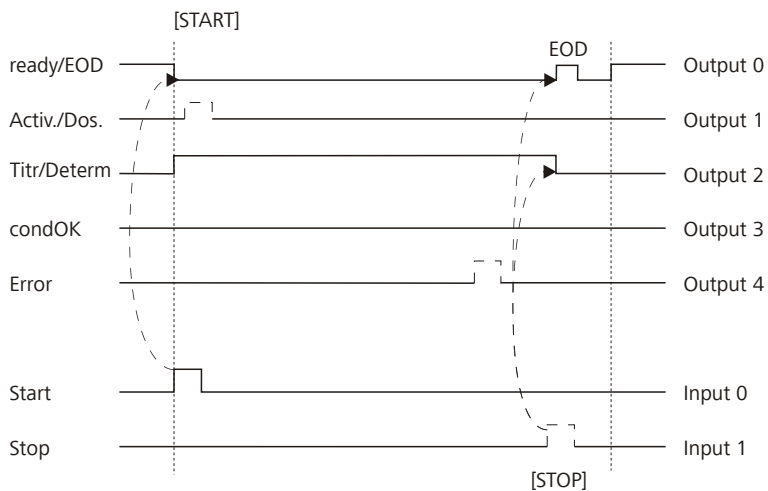 [START]
EOD
ready/EOD Output 0
Activ./Dos. Output 1
Titr/Determ Output 2
condOK Output 3
Error Output 4
Start Input 0
Stop Input 1
[STOP]